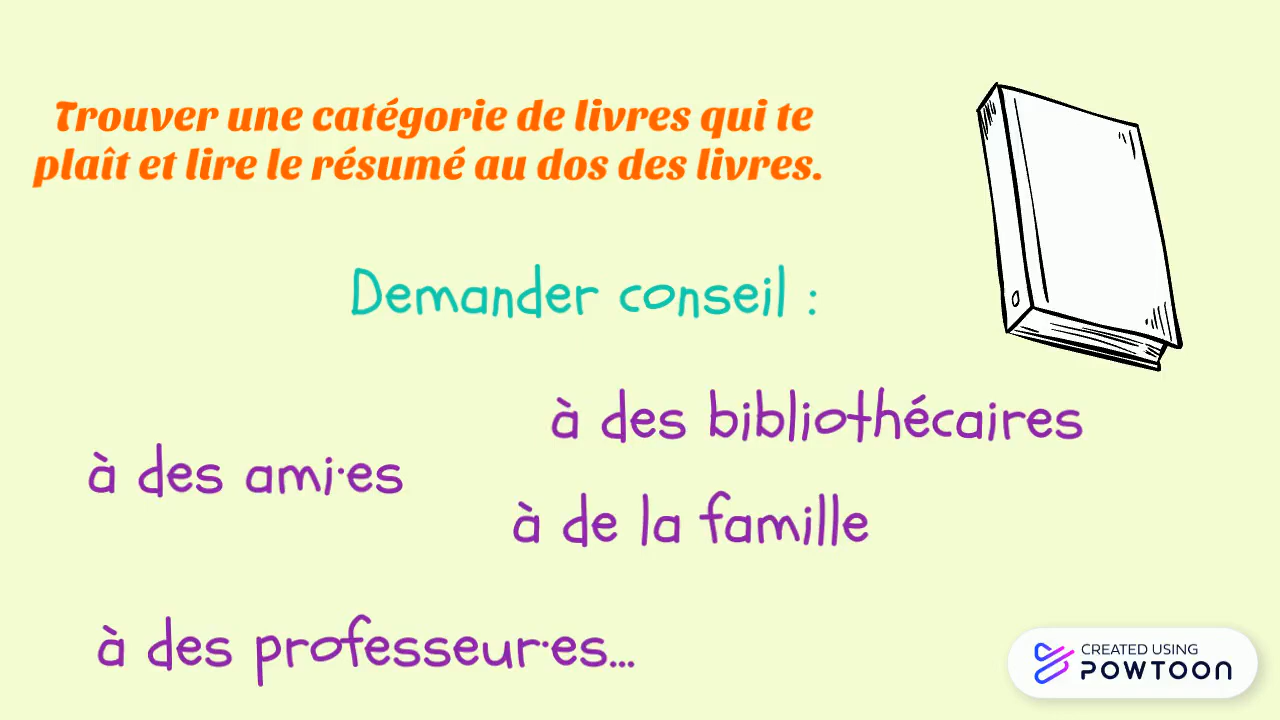 Trouver une catégorie de livres qui te
plaît et lire le résumé au dos des livres.
Demander conseil :
à des bibliothécaires
à des ami·es
à de la famille
à des professeur·es...
CREATED USING
POWTOON